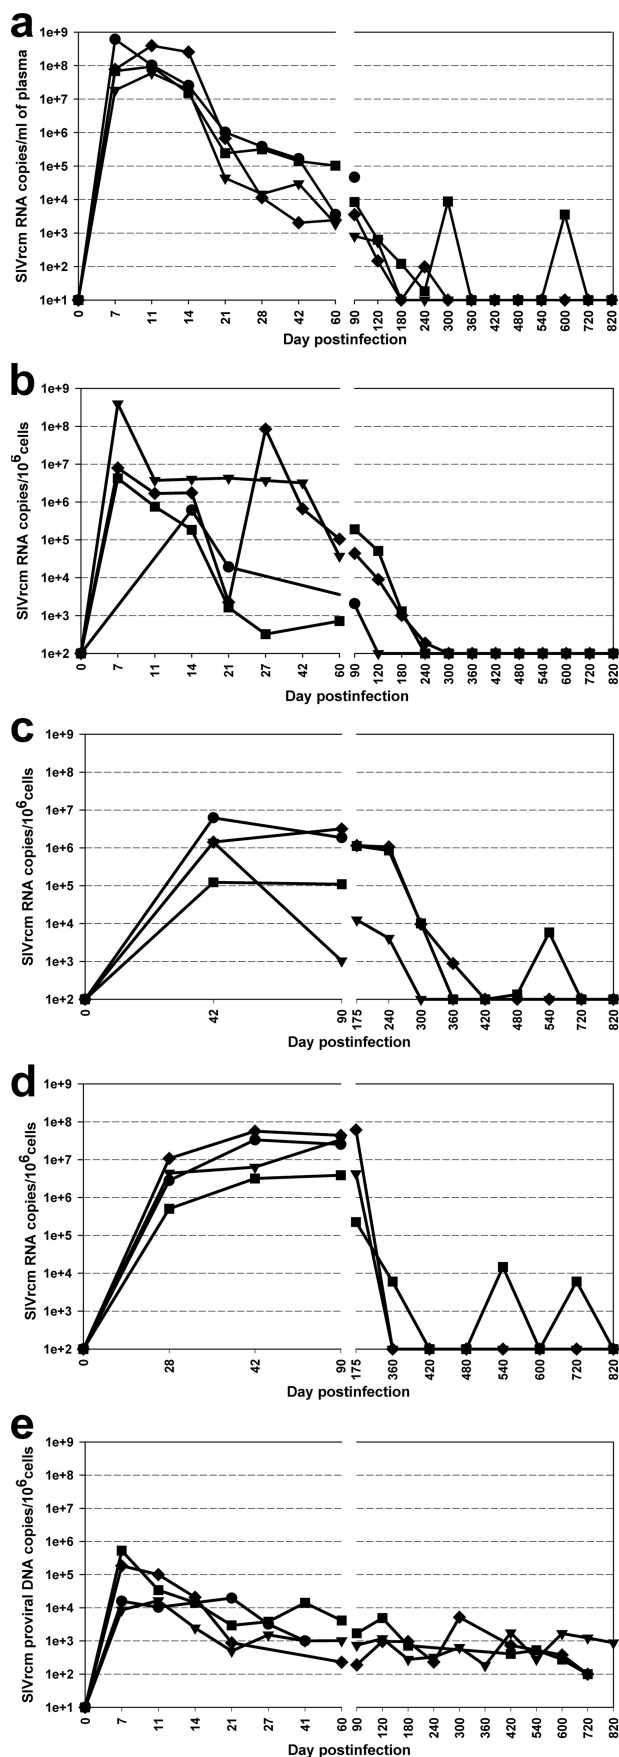 a
SIVrcm RNA copies/ml of plasma
1e+9
1e+8
1e+7
1e+6
1e+5
1e+4
1e+3
1e+2
1e+1
0 7 11 14 21 28 42 60 90 120 180 240 300 360 420 480 540 600 720 820
Day postinfection
b
SIVrcm RNA copies/10^6cells
1e+9
1e+8
1e+7
1e+6
1e+5
1e+4
1e+3
1e+2
0 7 11 14 21 27 42 60 90 120 180 240 300 360 420 480 540 600 720 820
Day postinfection
c
SIVrcm RNA copies/10^6cells
1e+9
1e+8
1e+7
1e+6
1e+5
1e+4
1e+3
1e+2
0 42 90 175 240 300 360 420 480 540 720 820
Day postinfection
d
SIVrcm RNA copies/10^6cells
1e+9
1e+8
1e+7
1e+6
1e+5
1e+4
1e+3
1e+2
0 28 42 90 175 360 420 480 540 600 720 820
Day postinfection
e
SIVrcm proviral DNA copies/10^6cells
1e+9
1e+8
1e+7
1e+6
1e+5
1e+4
1e+3
1e+2
1e+1
0 7 11 14 21 27 41 60 90 120 180 240 300 360 420 540 600 720 820
Day postinfection